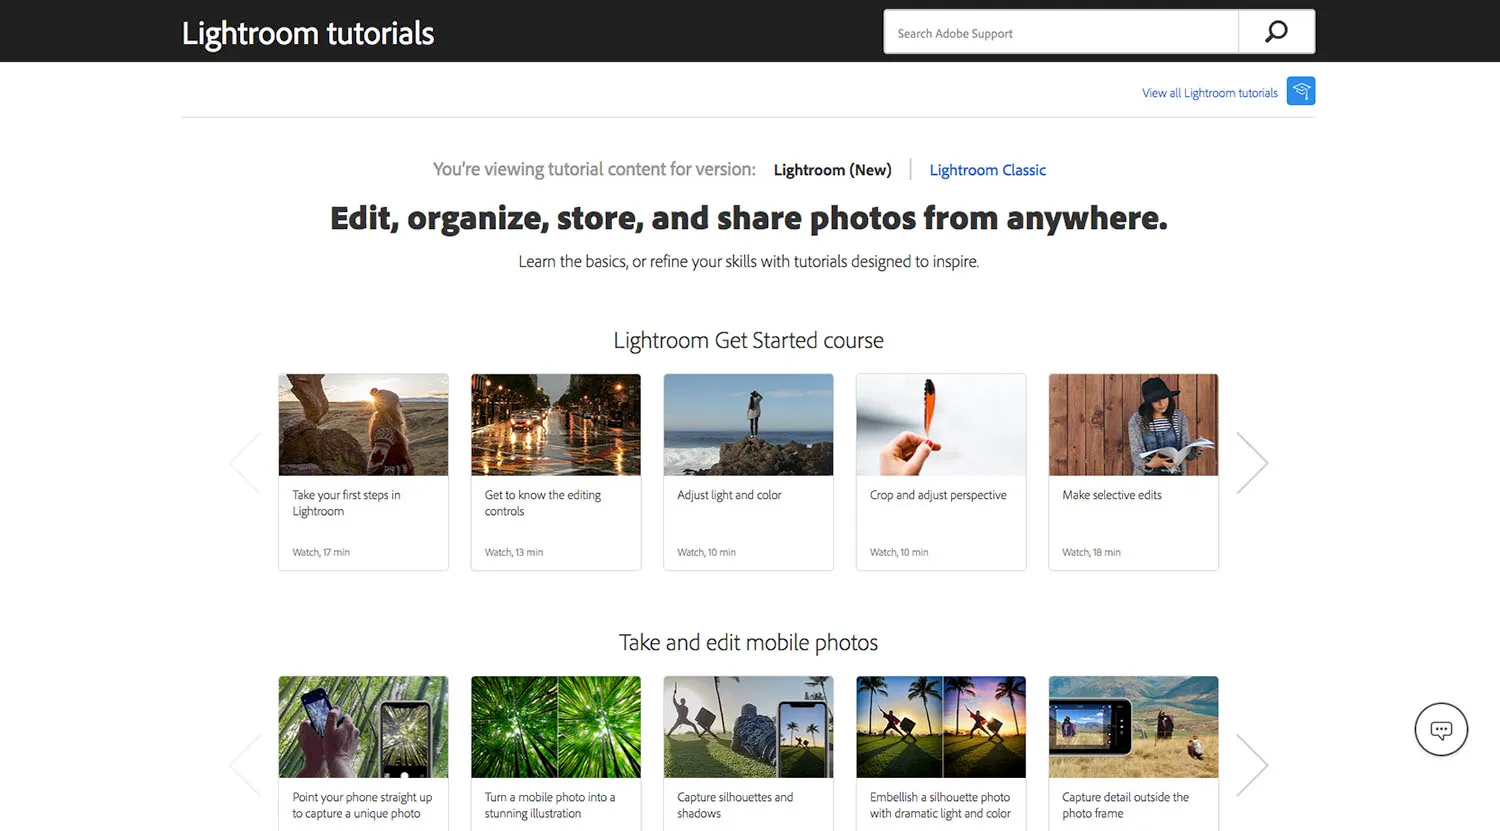 Lightroom tutorials
Search Adobe Support
View all Lightroom tutorials
You're viewing tutorial content for version: Lightroom (New) Lightroom Classic
Edit, organize, store, and share photos from anywhere.
Learn the basics, or refine your skills with tutorials designed to inspire.
Lightroom Get Started course
Take your first steps in
Lightroom
Watch, 17 min
Get to know the editing
controls
Watch, 13 min
Adjust light and color
Watch, 10 min
Crop and adjust perspective
Watch, 10 min
Make selective edits
Watch, 18 min
Take and edit mobile photos
Point your phone straight up
to capture a unique photo
Turn a mobile photo into a
stunning illustration
Capture silhouettes and
shadows
Embellish a silhouette photo
with dramatic light and color
Capture detail outside the
photo frame